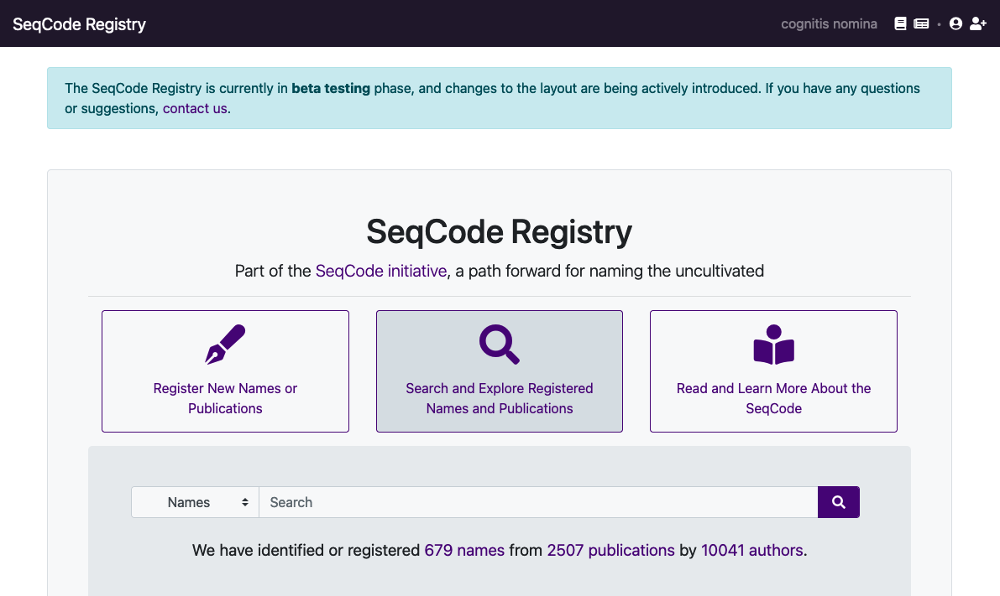 SeqCode Registry
cognitis nomina
The SeqCode Registry is currently in beta testing phase, and changes to the layout are being actively introduced. If you have any questions
or suggestions, contact us.
SeqCode Registry
Part of the SeqCode initiative, a path forward for naming the uncultivated
Register New Names or
Publications
Search and Explore Registered
Names and Publications
Read and Learn More About the
SeqCode
Names
Search
We have identified or registered 679 names from 2507 publications by 10041 authors.